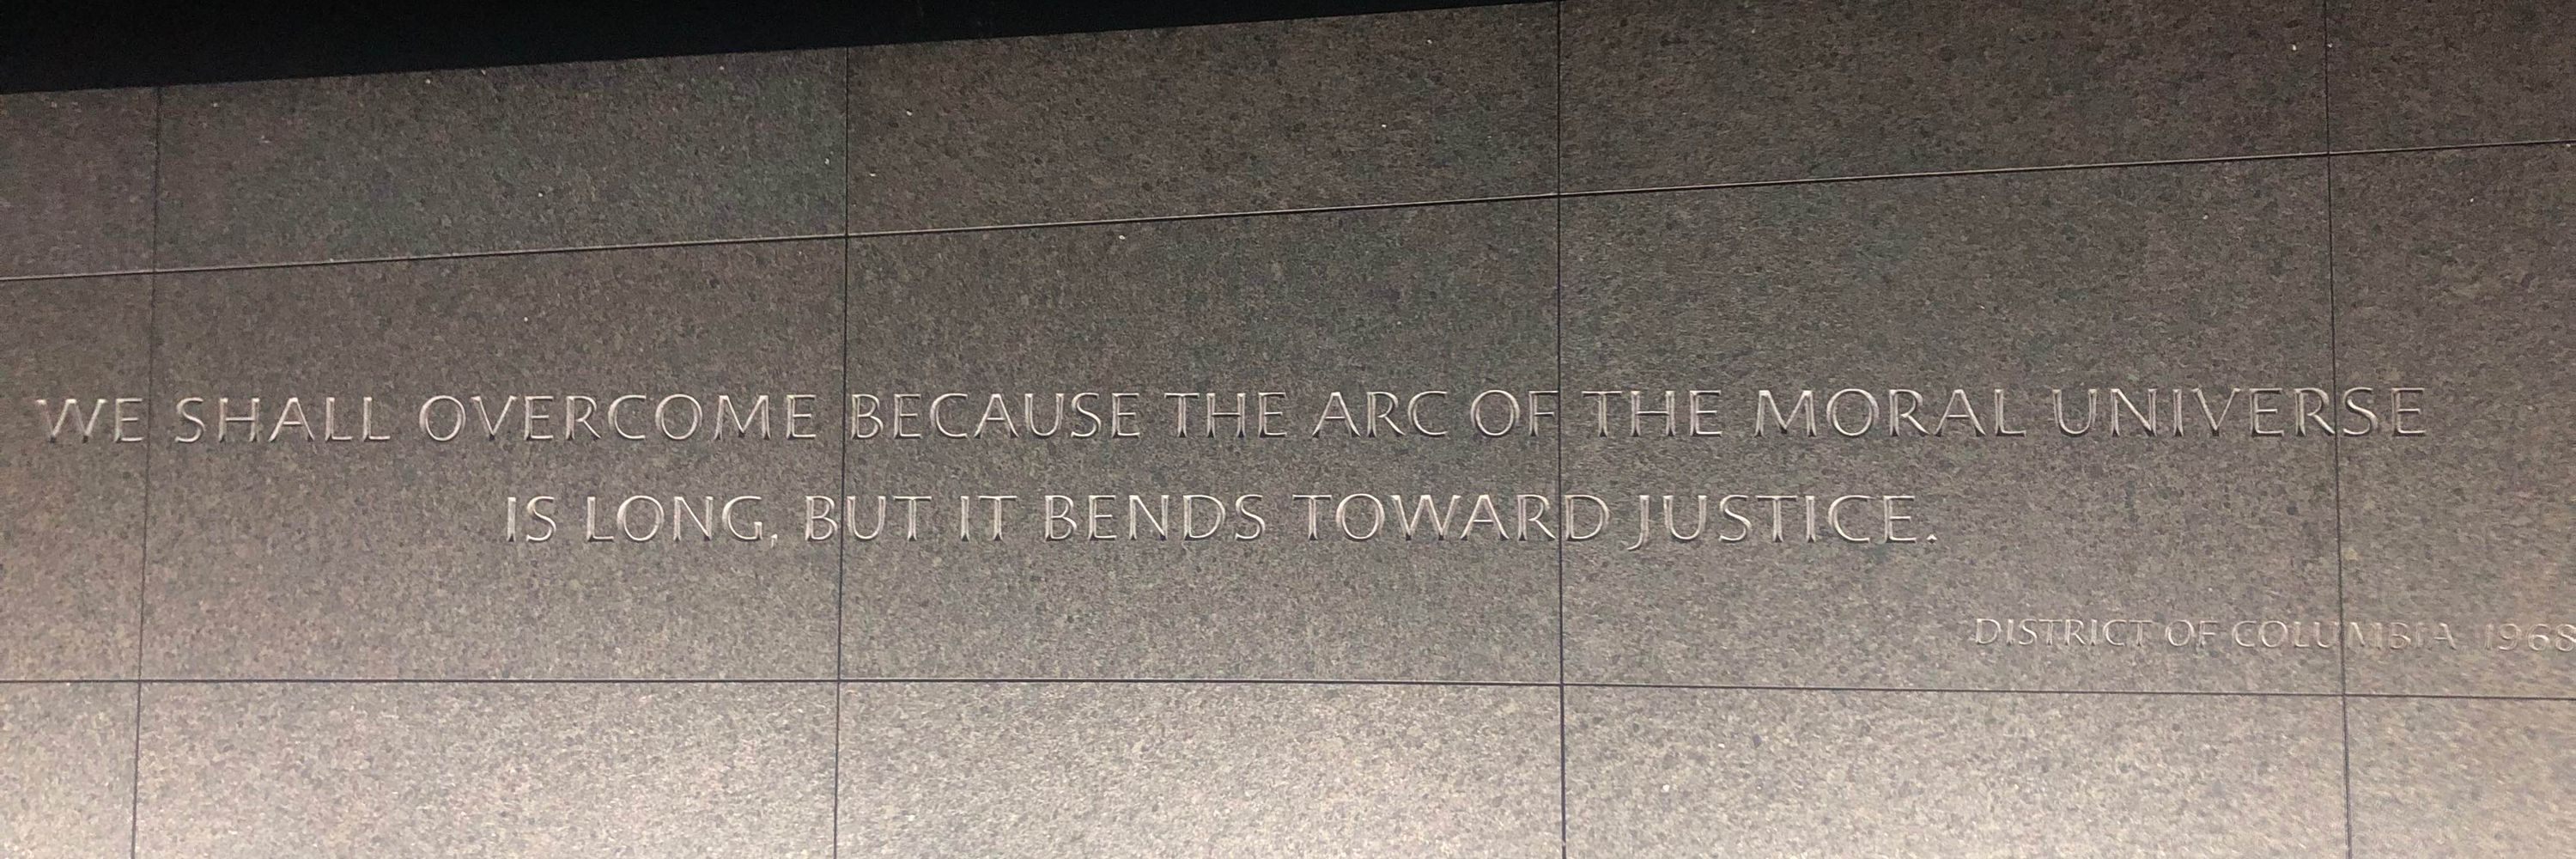 WE SHALL OVERCOME BECAUSE THE ARC OF THE MORAL UNIVERSE
IS LONG, BUT IT BENDS TOWARD JUSTICE.
DISTRICT OF COLUMBIA 1968